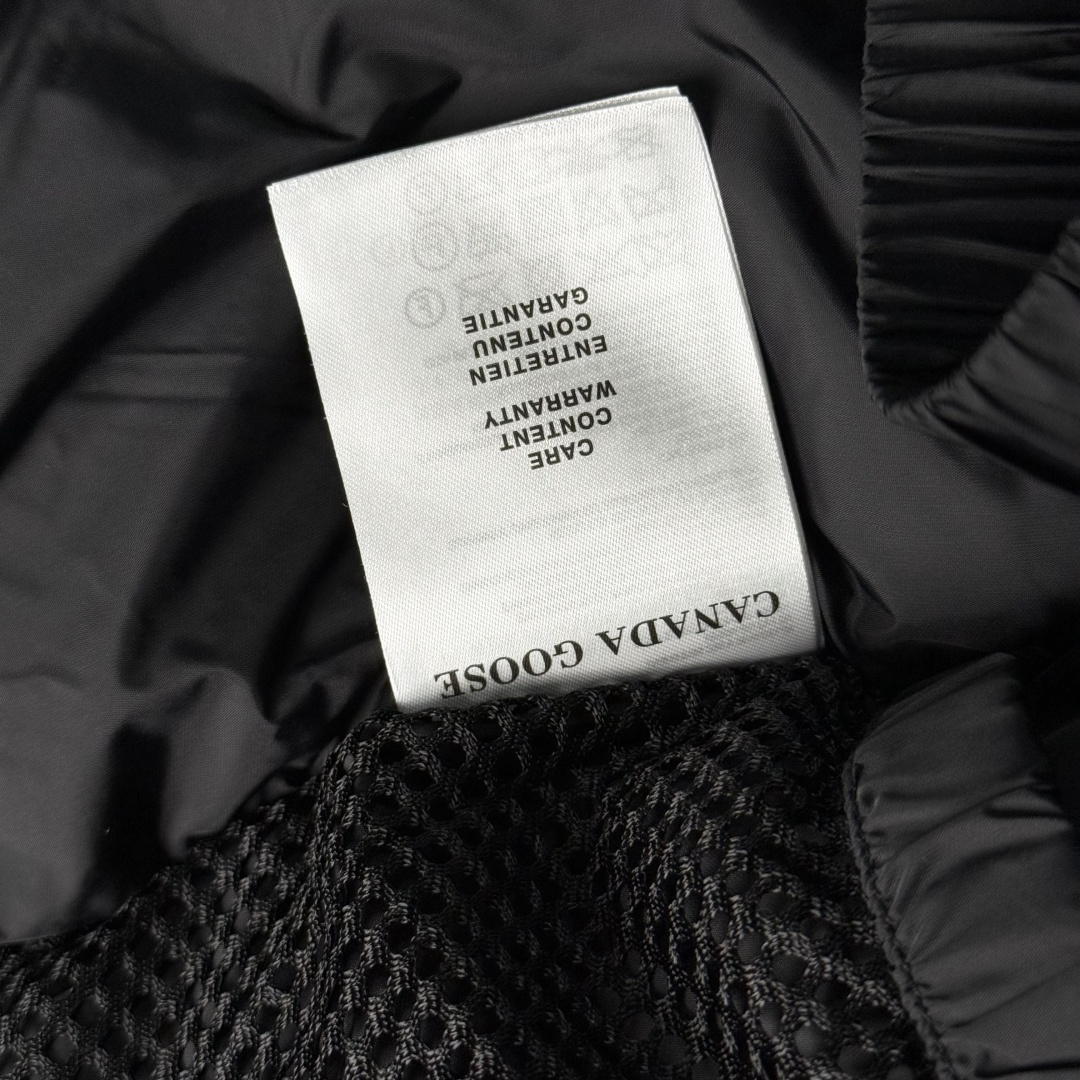 CANADA GOOSE
CARE
CONTENT
WARRANTY
ENTRETIEN
CONTENU
GARANTIE